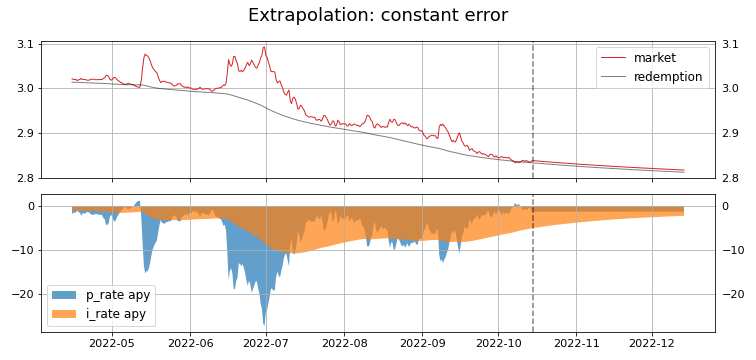 Extrapolation: constant error
3.1
3.1
market
redemption
3.0
3.0
2.9
2.9
2.8
2.8
0
0
−10
−10
−20
−20
p_rate apy
i_rate apy
2022-05 2022-06 2022-07 2022-08 2022-09 2022-10 2022-11 2022-12